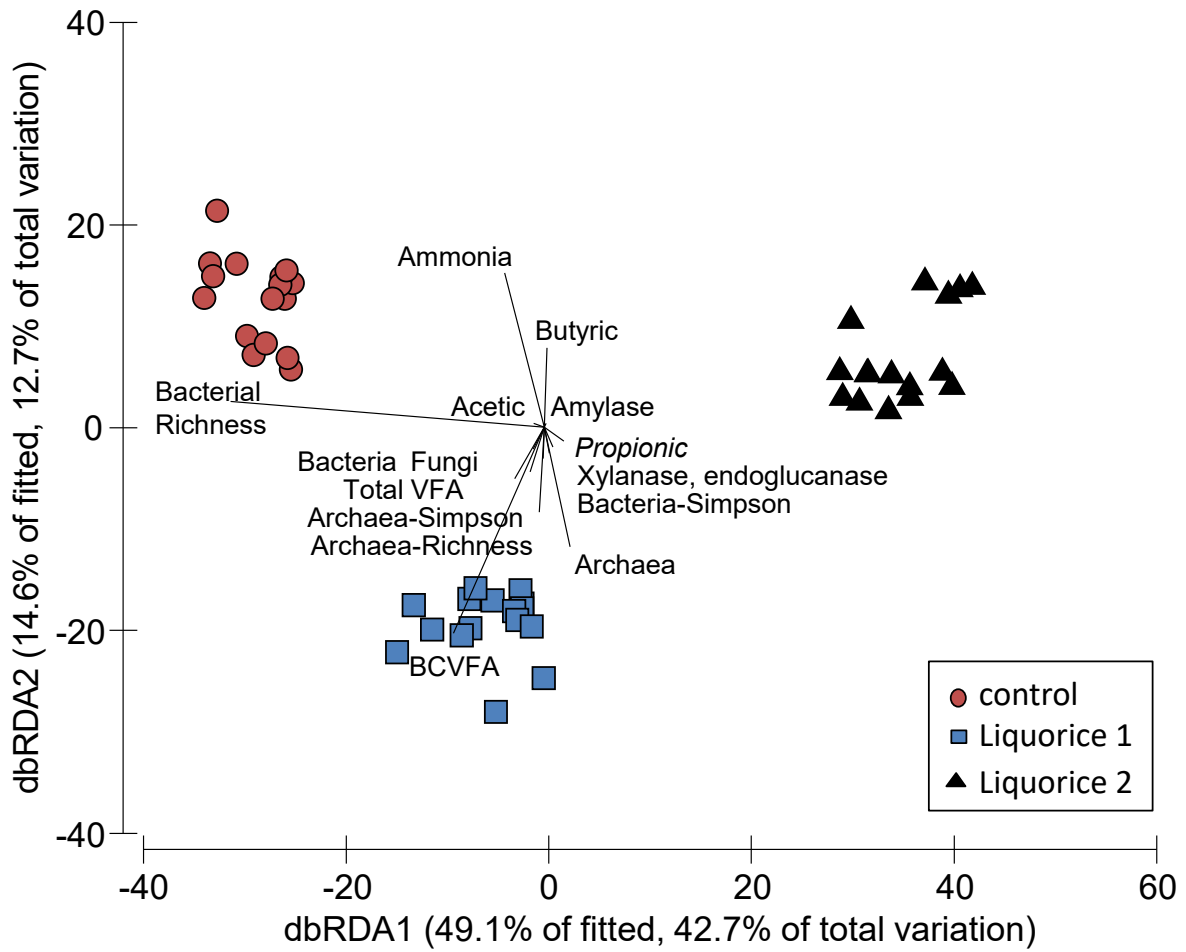 dbRDA2 (14.6% of fitted, 12.7% of total variation)
40
20
0
-20
-40
Ammonia
Butyric
Bacterial
Richness
Acetic
Amylase
Propionic
Bacteria Fungi
Xylanase, endoglucanase
Total VFA
Bacteria-Simpson
Archaea-Simpson
Archaea-Richness
Archaea
BCVFA
control
Liquorice 1
Liquorice 2
-40
-20
0
20
40
60
dbRDA1 (49.1% of fitted, 42.7% of total variation)